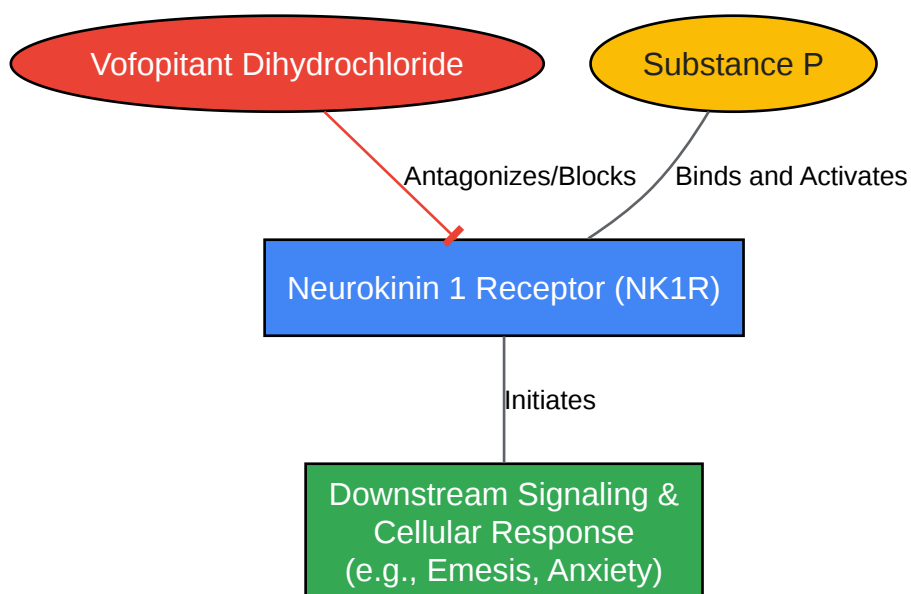 Vofopitant Dihydrochloride
Substance P
Antagonizes/Blocks
Binds and Activates
Neurokinin 1 Receptor (NK1R)
Initiates
Downstream Signaling &
Cellular Response
(e.g., Emesis, Anxiety)